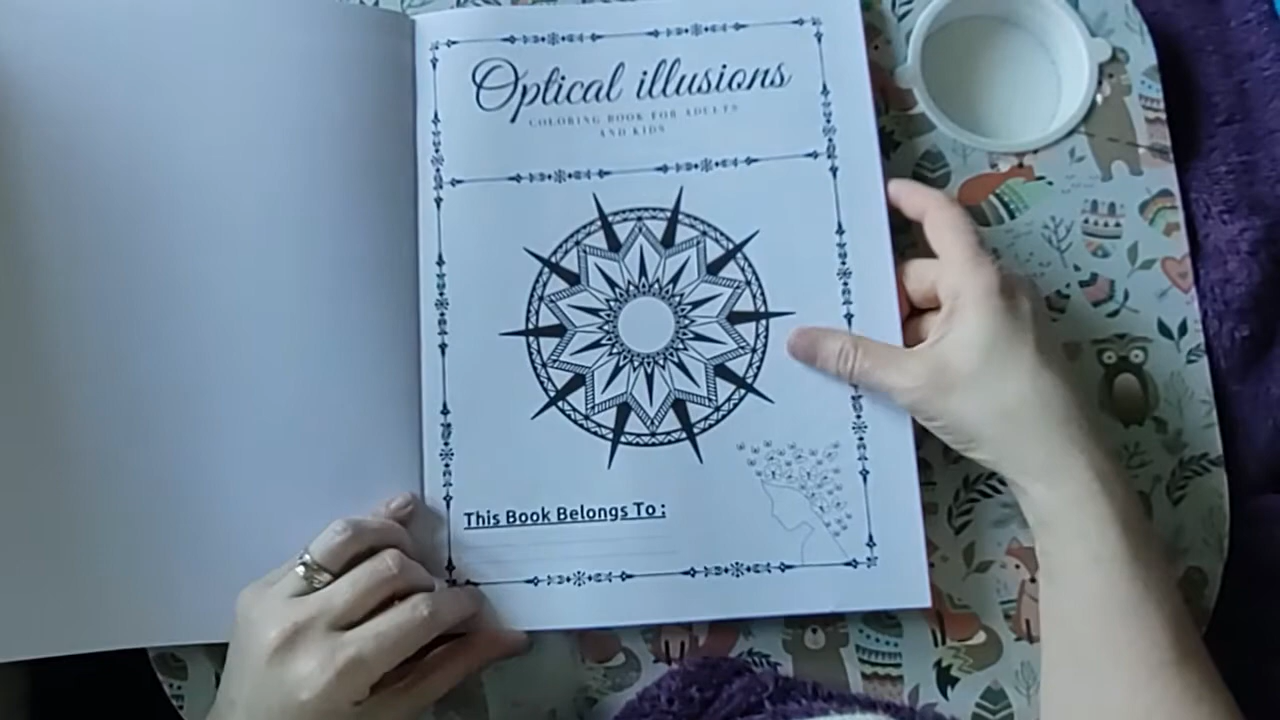 Optical illusions
COLORING BOOK FOR ADULTS
AND KIDS
This Book Belongs To :